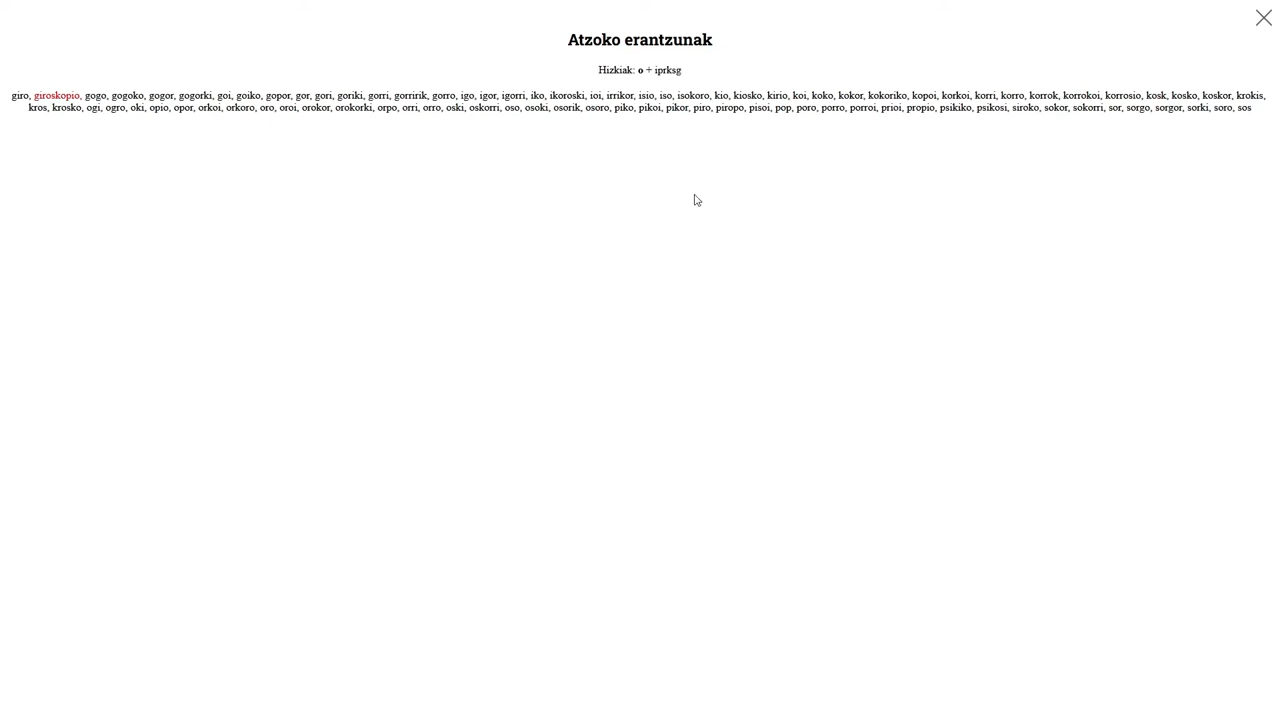 Atzoko erantzunak
Hizkiak: o + iprksg
giro, giroskopio, gogo, gogoko, gogor, gogorki, goi, goiko, gopor, gor, gori, goriki, gorri, gorririk, gorro, igo, igor, igorri, iko, ikoroski, ioi, irrikor, isio, iso, isokoro, kio, kiosko, kirio, koi, koko, kokor, kokoriko, kopoi, korkoi, korri, korro, korrok, korrokoi, korrosio, kosk, kosko, koskor, krokis,
kros, krosko, ogi, ogro, oki, opio, opor, orkoi, orkoro, oro, oroi, orokor, orokorki, orpo, orri, orro, oski, oskorri, oso, osoki, osorik, osoro, piko, pikoi, pikor, piro, piropo, pisoi, pop, poro, porro, porroi, prioi, propio, psikiko, psikosi, siroko, sokor, sokorri, sor, sorgo, sorgor, sorki, soro, sos